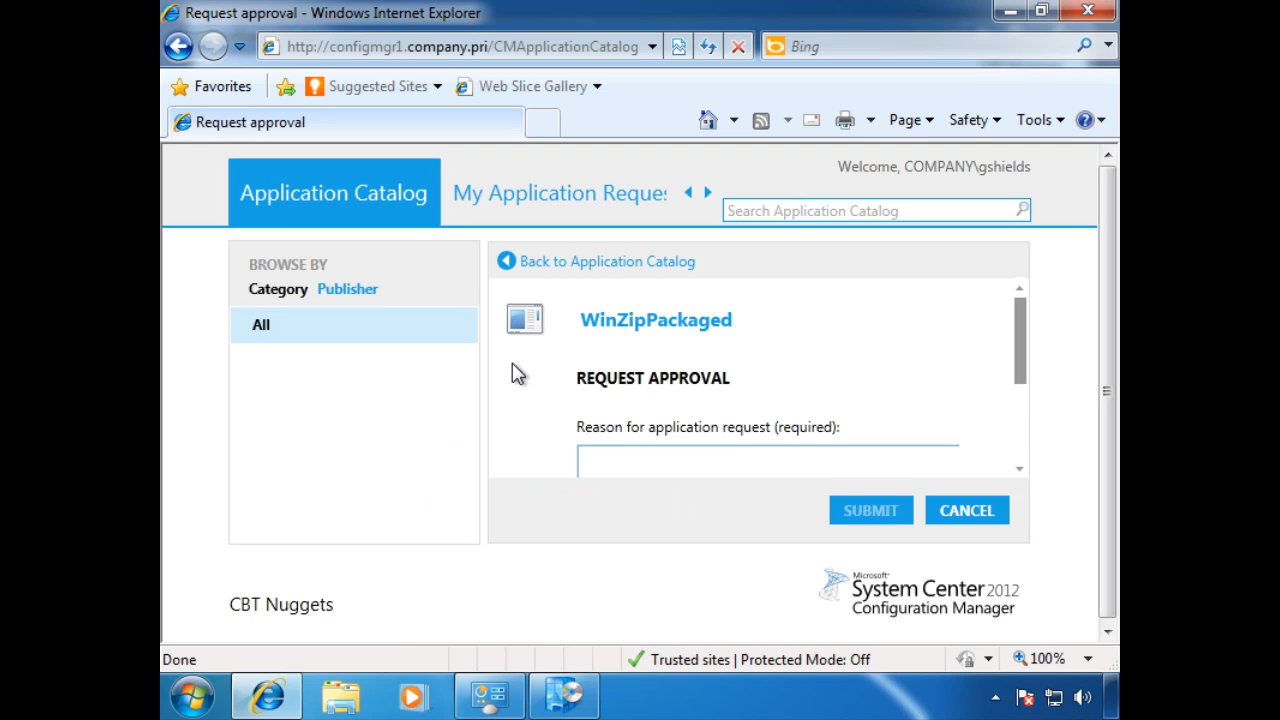 Request approval - Windows Internet Explorer
http://configmgr1.company.pri/CMApplicationCatalog
Bing
Favorites
Suggested Sites
Web Slice Gallery
Request approval
Page
Safety
Tools
Welcome, COMPANY\gshields
Application Catalog
My Application Reques
Search Application Catalog
BROWSE BY
Category Publisher
All
Back to Application Catalog
WinZipPackaged
REQUEST APPROVAL
Reason for application request (required):
SUBMIT
CANCEL
CBT Nuggets
Microsoft
System Center 2012
Configuration Manager
Done
Trusted sites | Protected Mode: Off
100%